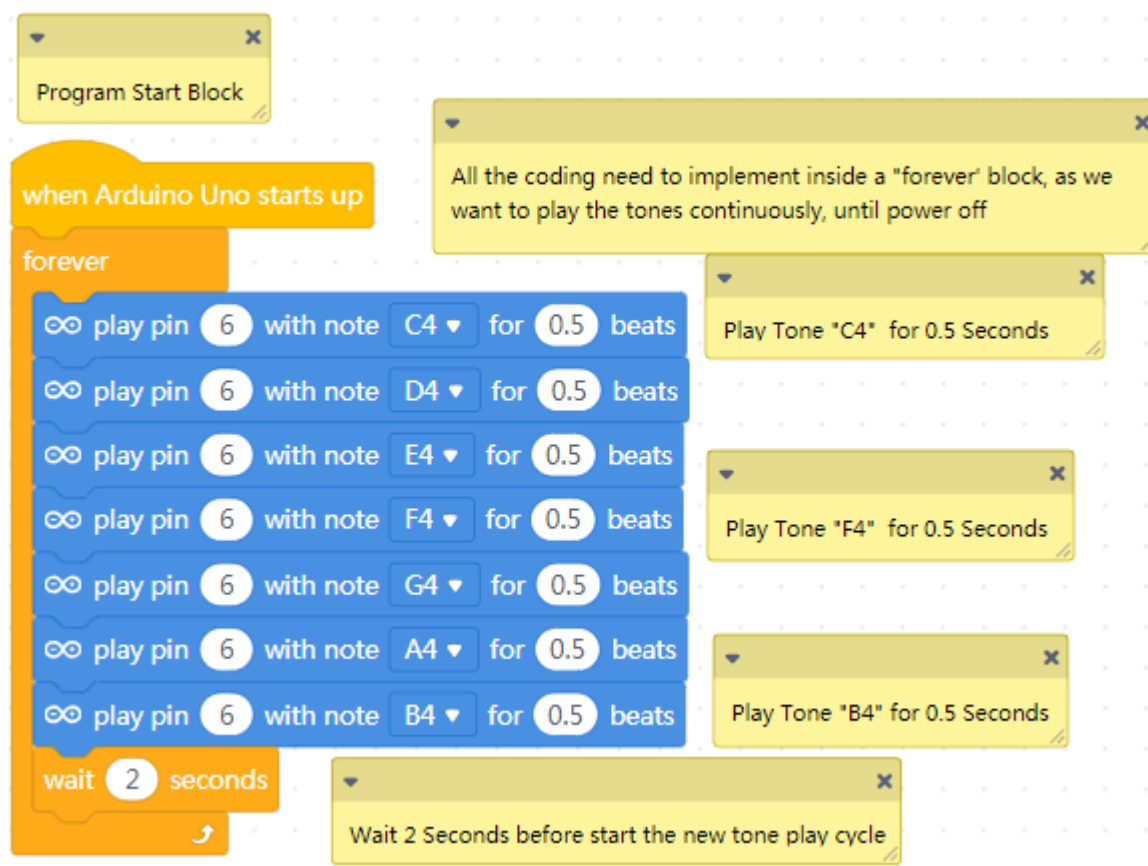 Program Start Block
when Arduino Uno starts up
All the coding need to implement inside a "forever' block, as we
want to play the tones continuously, until power off
forever
play pin 6 with note C4 for 0.5 beats
Play Tone "C4"  for 0.5 Seconds
play pin 6 with note D4 for 0.5 beats
play pin 6 with note E4 for 0.5 beats
play pin 6 with note F4 for 0.5 beats
Play Tone "F4"  for 0.5 Seconds
play pin 6 with note G4 for 0.5 beats
play pin 6 with note A4 for 0.5 beats
play pin 6 with note B4 for 0.5 beats
Play Tone "B4" for 0.5 Seconds
wait 2 seconds
Wait 2 Seconds before start the new tone play cycle